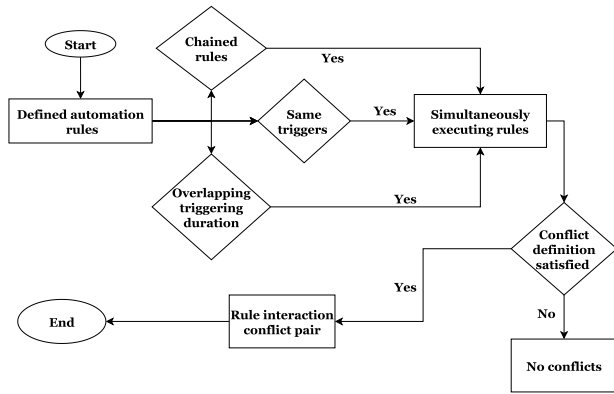 Start
Chained
rules
Yes
Defined automation
rules
Same
triggers
Yes
Simultaneously
executing rules
Overlapping
triggering
duration
Yes
Conflict
definition
satisfied
Yes
No
End
Rule interaction
conflict pair
No conflicts